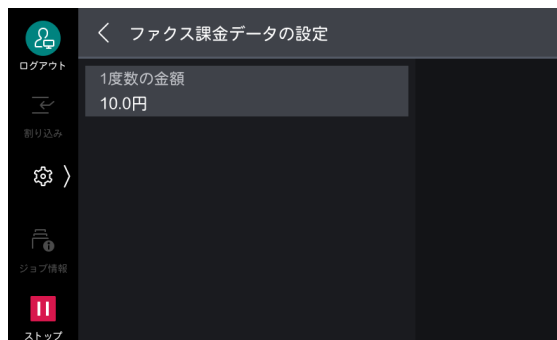 ファクス課金データの設定
ログアウト
1度数の金額
10.0円
割り込み
ジョブ情報
ストップ